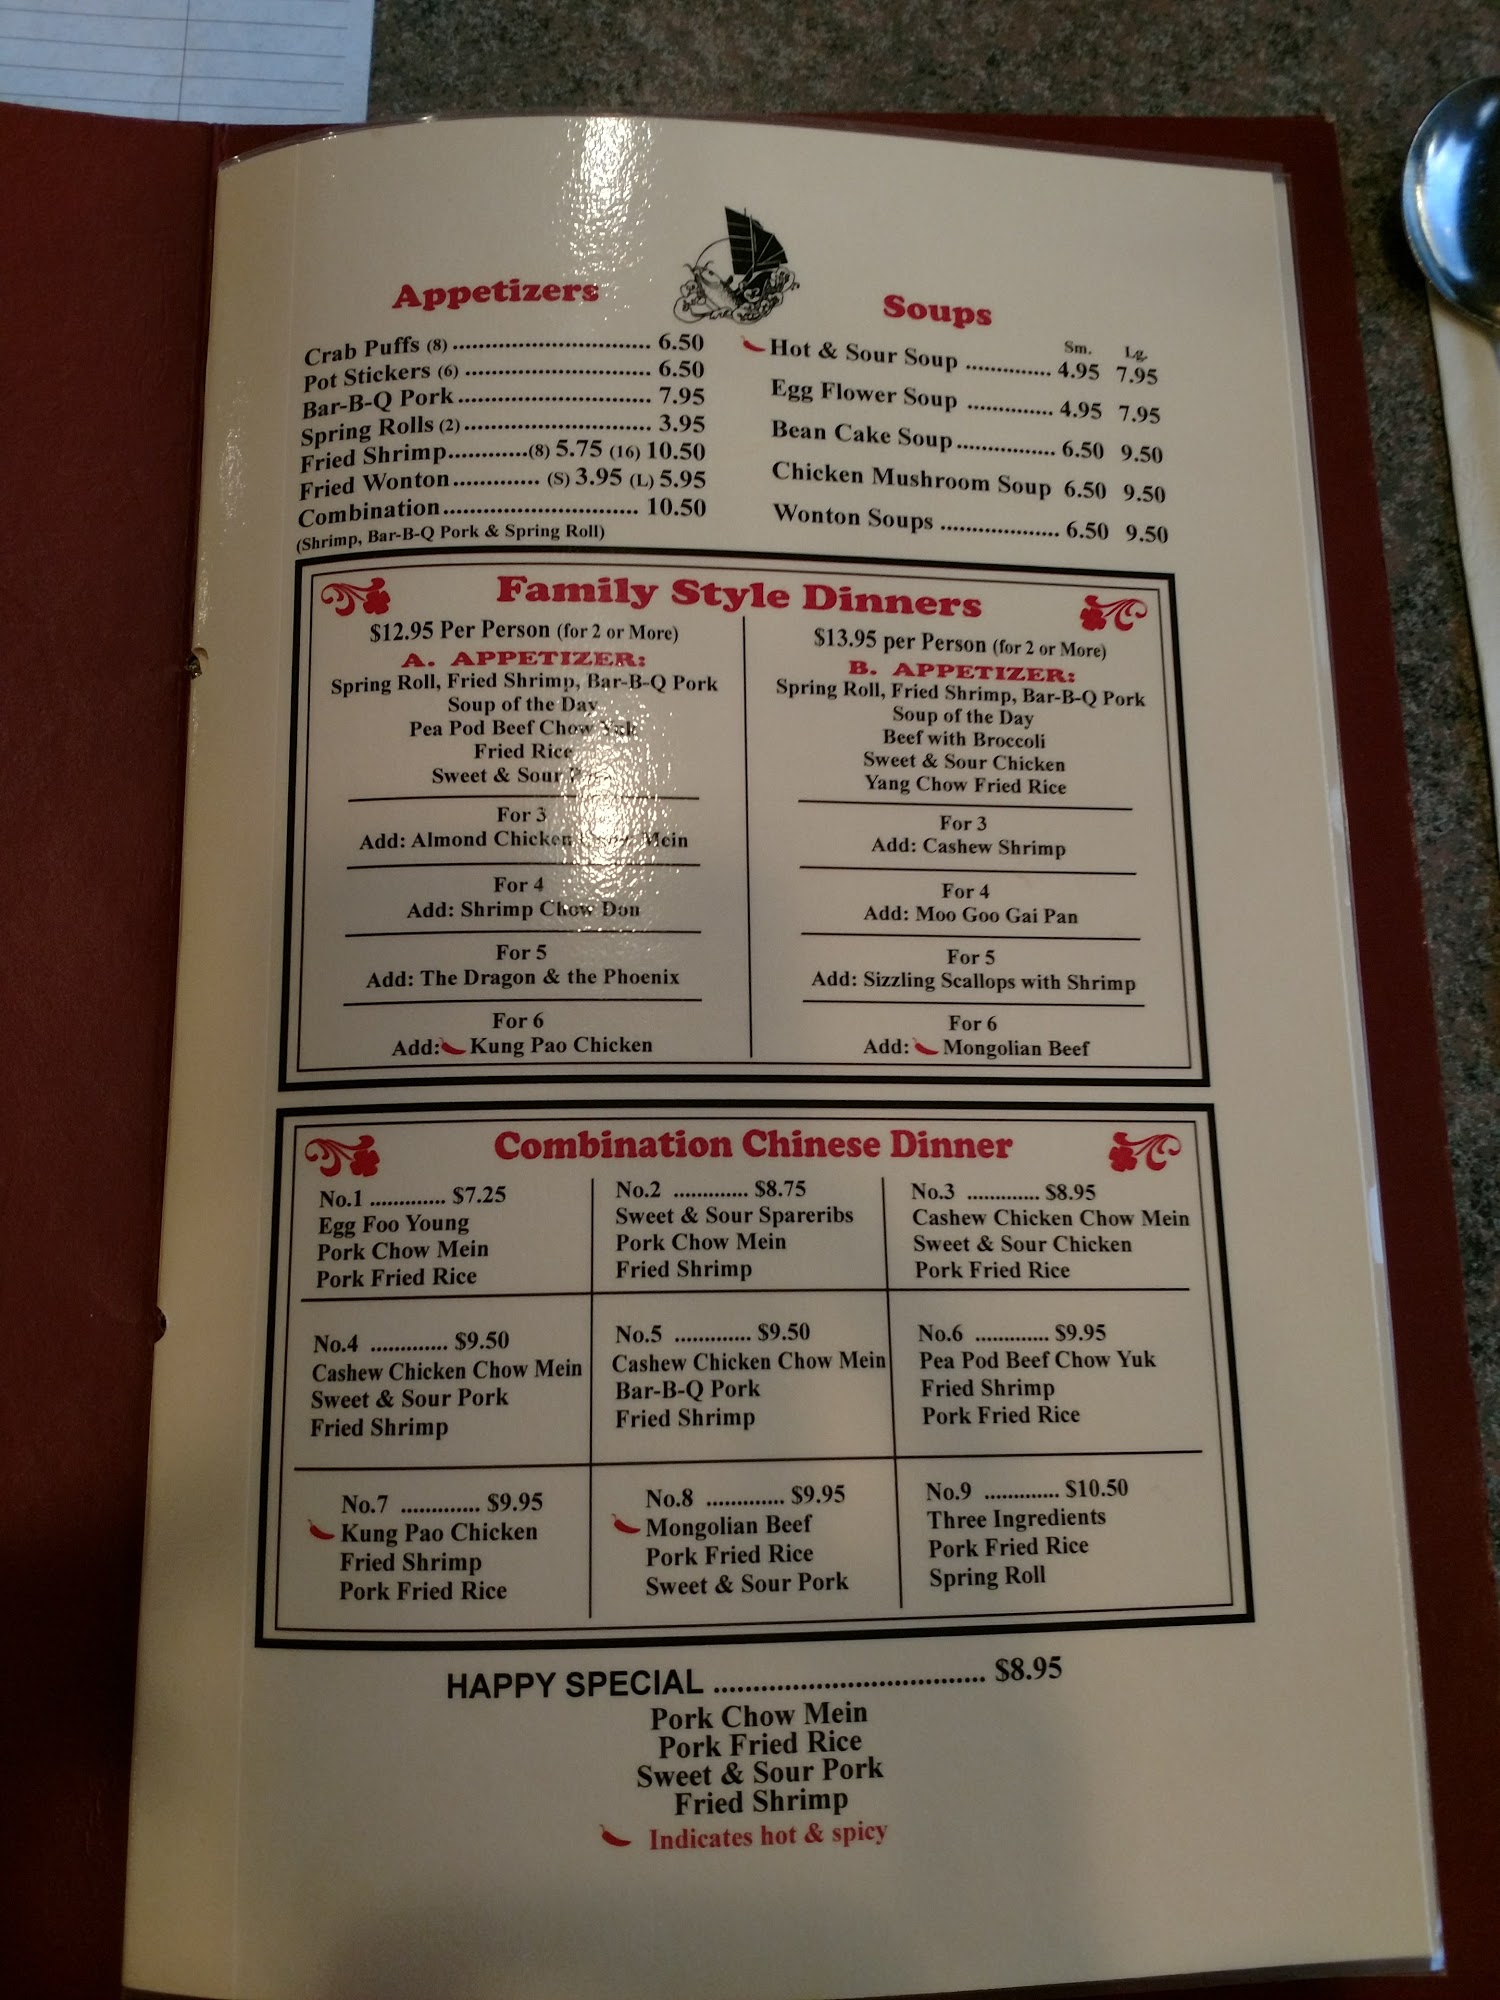 Appetizers
Crab Puffs (8) .............................. 6.50
Pot Stickers (6) ............................ 6.50
Bar-B-Q Pork ............................. 7.95
Spring Rolls (2) ............................ 3.95
Fried Shrimp............(8) 5.75 (16) 10.50
Fried Wonton............. (S) 3.95 (L) 5.95
Combination ............................. 10.50
(Shrimp, Bar-B-Q Pork & Spring Roll)
Soups
Sm. Lg.
Hot & Sour Soup ............. 4.95 7.95
Egg Flower Soup ............. 4.95 7.95
Bean Cake Soup............... 6.50 9.50
Chicken Mushroom Soup 6.50 9.50
Wonton Soups .................. 6.50 9.50
Family Style Dinners
$12.95 Per Person (for 2 or More)
A. APPETIZER:
Spring Roll, Fried Shrimp, Bar-B-Q Pork
Soup of the Day
Pea Pod Beef Chow Yuk
Fried Rice
Sweet & Sour
For 3
Add: Almond Chicken Chow Mein
For 4
Add: Shrimp Chow Don
For 5
Add: The Dragon & the Phoenix
For 6
Add: Kung Pao Chicken
$13.95 per Person (for 2 or More)
B. APPETIZER:
Spring Roll, Fried Shrimp, Bar-B-Q Pork
Soup of the Day
Beef with Broccoli
Sweet & Sour Chicken
Yang Chow Fried Rice
For 3
Add: Cashew Shrimp
For 4
Add: Moo Goo Gai Pan
For 5
Add: Sizzling Scallops with Shrimp
For 6
Add: Mongolian Beef
Combination Chinese Dinner
No.1 ............. $7.25
Egg Foo Young
Pork Chow Mein
Pork Fried Rice
No.2 ............. $8.75
Sweet & Sour Spareribs
Pork Chow Mein
Fried Shrimp
No.3 ............. $8.95
Cashew Chicken Chow Mein
Sweet & Sour Chicken
Pork Fried Rice
No.4 ............. $9.50
Cashew Chicken Chow Mein
Sweet & Sour Pork
Fried Shrimp
No.5 ............. $9.50
Cashew Chicken Chow Mein
Bar-B-Q Pork
Fried Shrimp
No.6 ............. $9.95
Pea Pod Beef Chow Yuk
Fried Shrimp
Pork Fried Rice
No.7 ............. $9.95
Kung Pao Chicken
Fried Shrimp
Pork Fried Rice
No.8 ............. $9.95
Mongolian Beef
Pork Fried Rice
Sweet & Sour Pork
No.9 ............. $10.50
Three Ingredients
Pork Fried Rice
Spring Roll
HAPPY SPECIAL ................................... $8.95
Pork Chow Mein
Pork Fried Rice
Sweet & Sour Pork
Fried Shrimp
Indicates hot & spicy